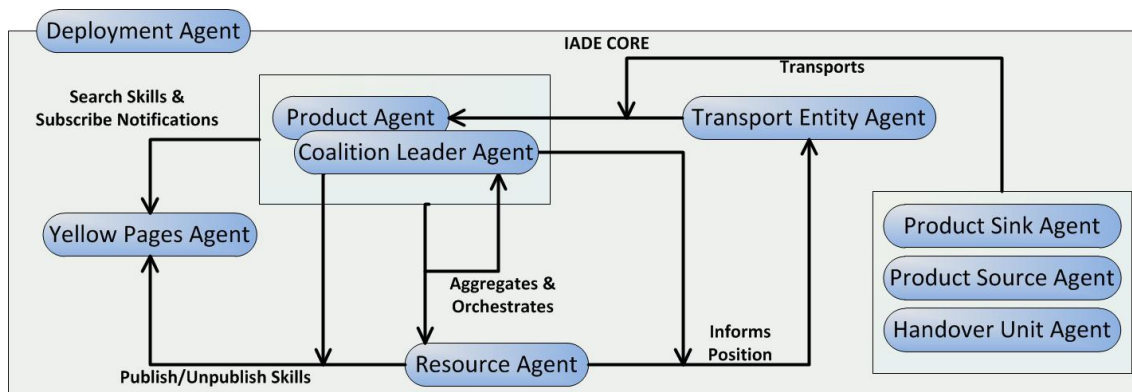 Deployment Agent
IADE CORE
Transports
Search Skills &
Subscribe Notifications
Product Agent
Transport Entity Agent
Coalition Leader Agent
Yellow Pages Agent
Product Sink Agent
Product Source Agent
Handover Unit Agent
Aggregates &
Orchestrates
Informs
Position
Resource Agent
Publish/Unpublish Skills